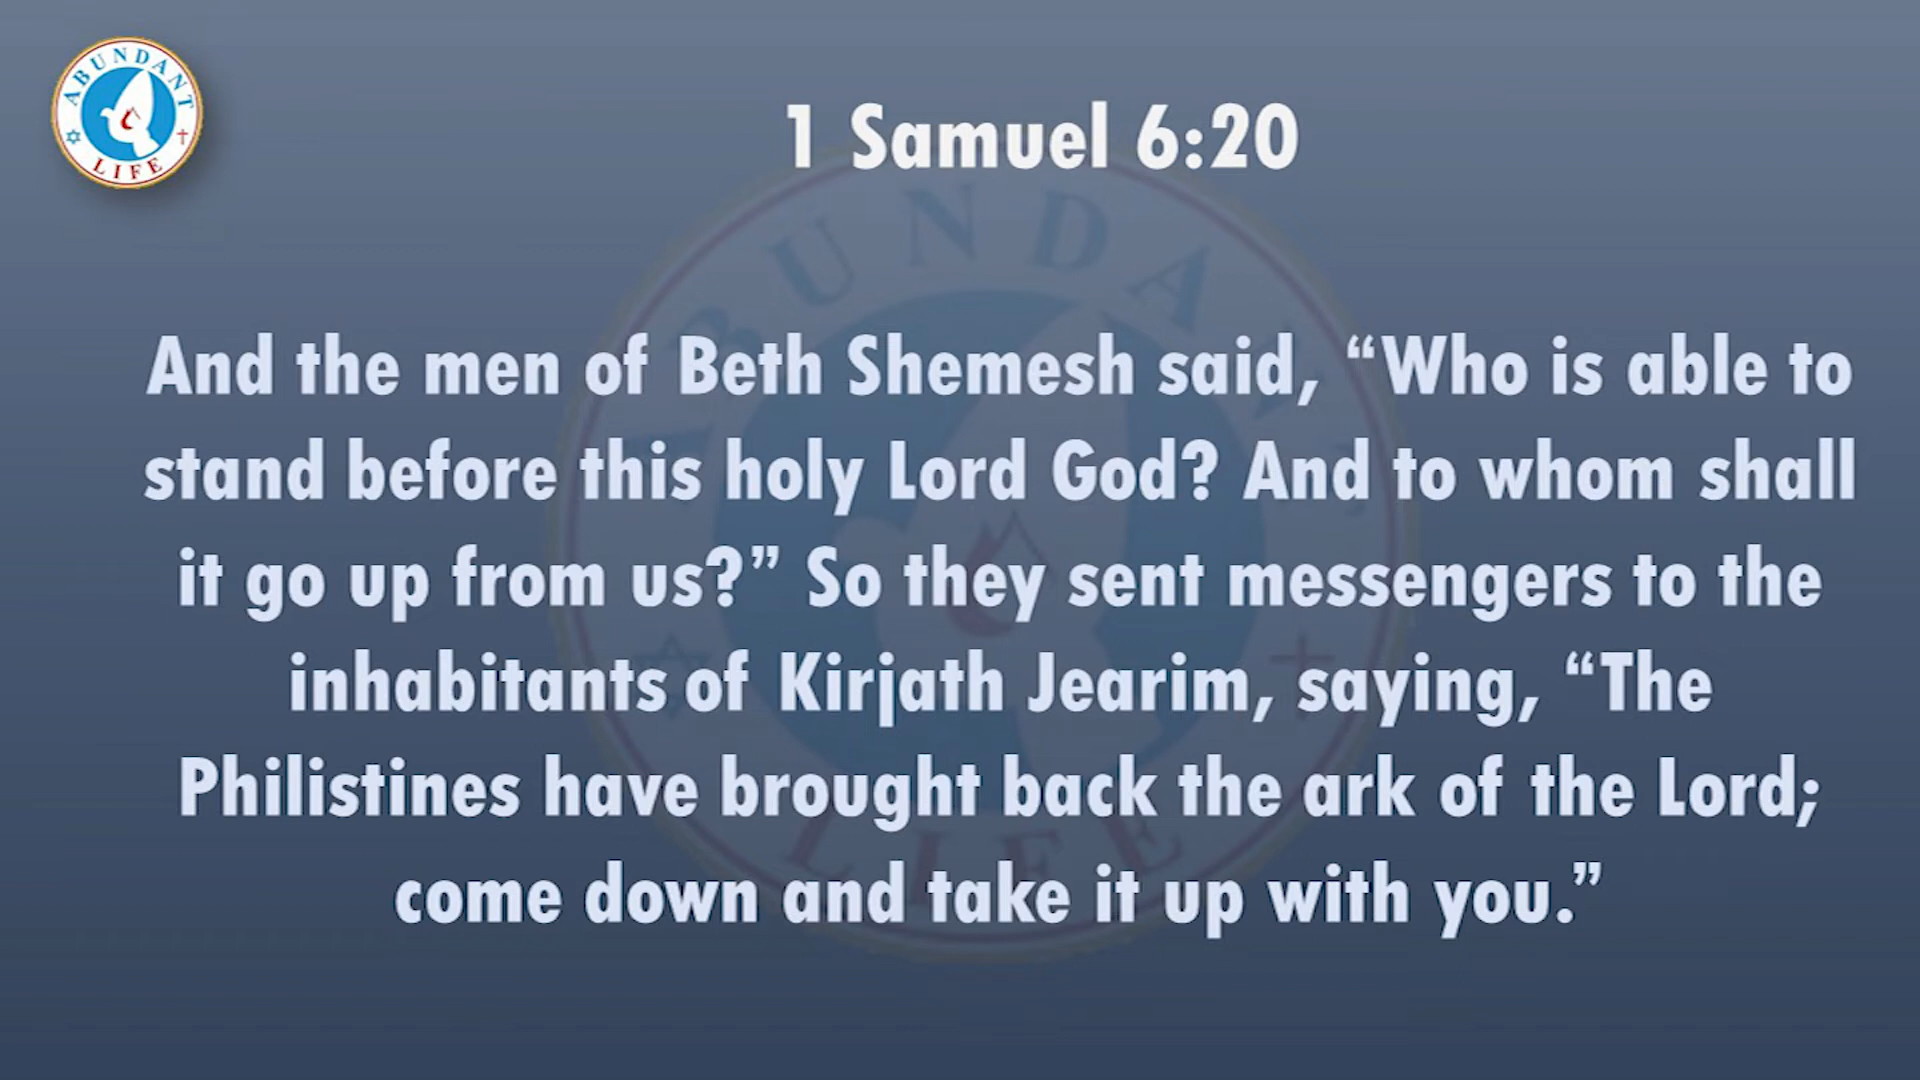 ABUNDANT
LIFE
1 Samuel 6:20
And the men of Beth Shemesh said, “Who is able to
stand before this holy Lord God? And to whom shall
it go up from us?” So they sent messengers to the
inhabitants of Kirjath Jearim, saying, “The
Philistines have brought back the ark of the Lord;
come down and take it up with you.”
ABUNDANT
LIFE